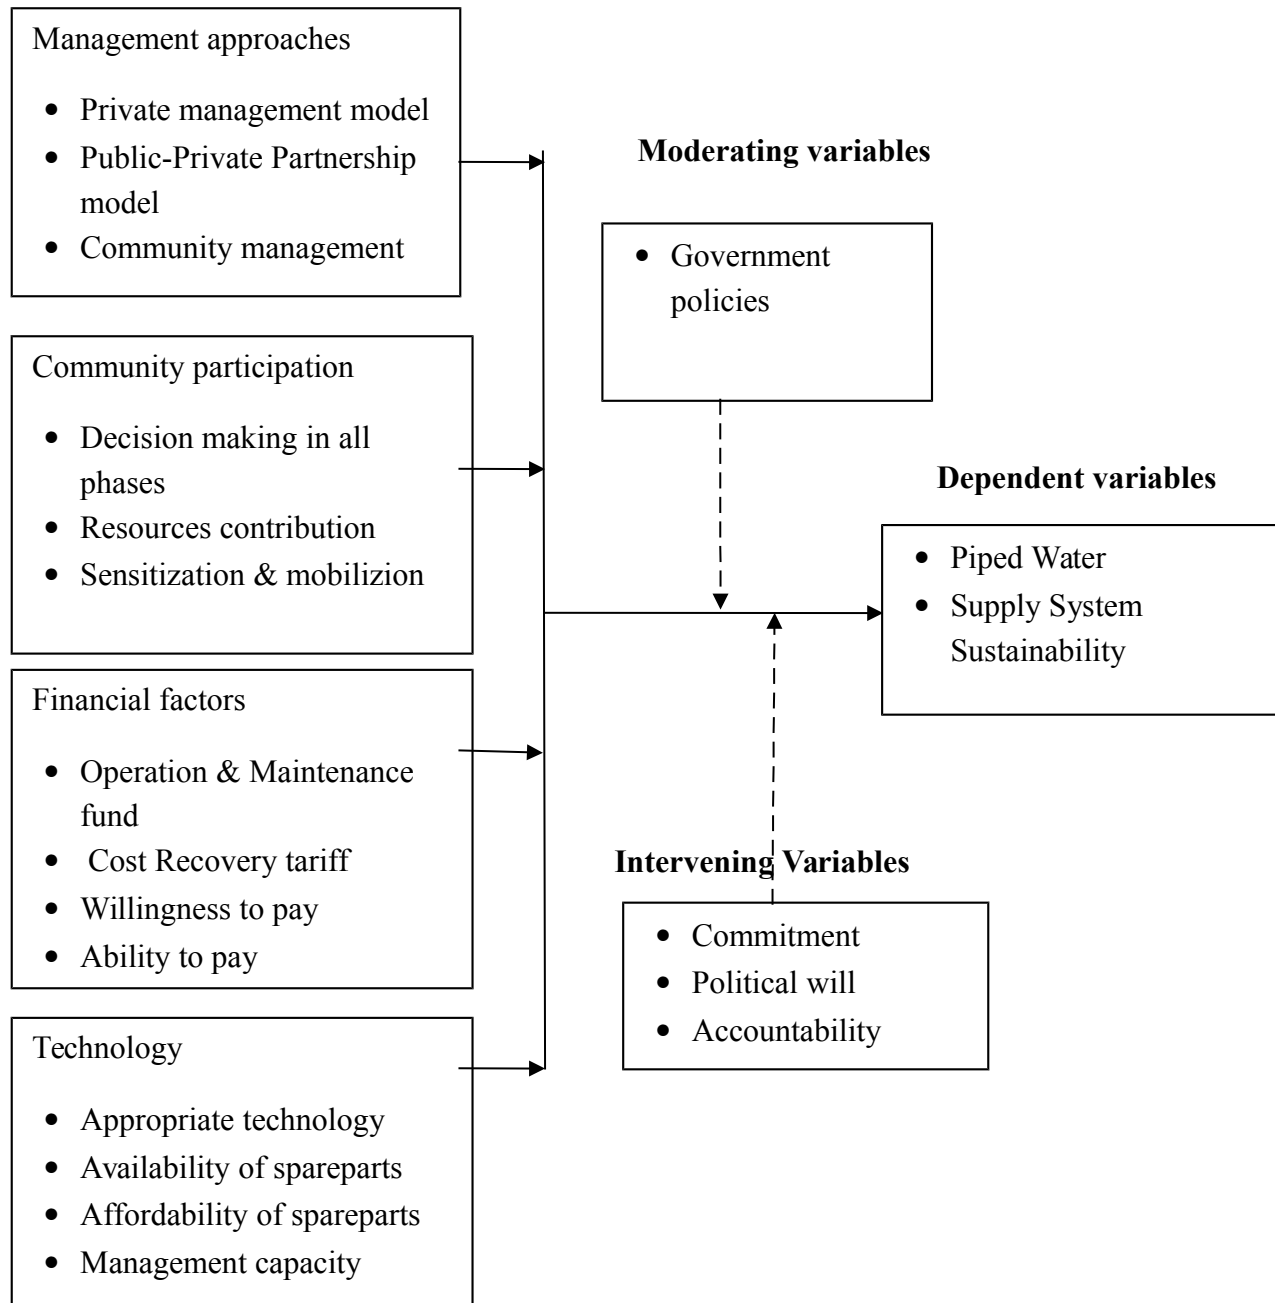 Management approaches
• Private management model
• Public-Private Partnership
model
• Community management
Community participation
• Decision making in all
phases
• Resources contribution
• Sensitization & mobilizion
Financial factors
• Operation & Maintenance
fund
• Cost Recovery tariff
• Willingness to pay
• Ability to pay
Technology
• Appropriate technology
• Availability of spareparts
• Affordability of spareparts
• Management capacity
Moderating variables
• Government
policies
Dependent variables
• Piped Water
• Supply System
Sustainability
Intervening Variables
• Commitment
• Political will
• Accountability